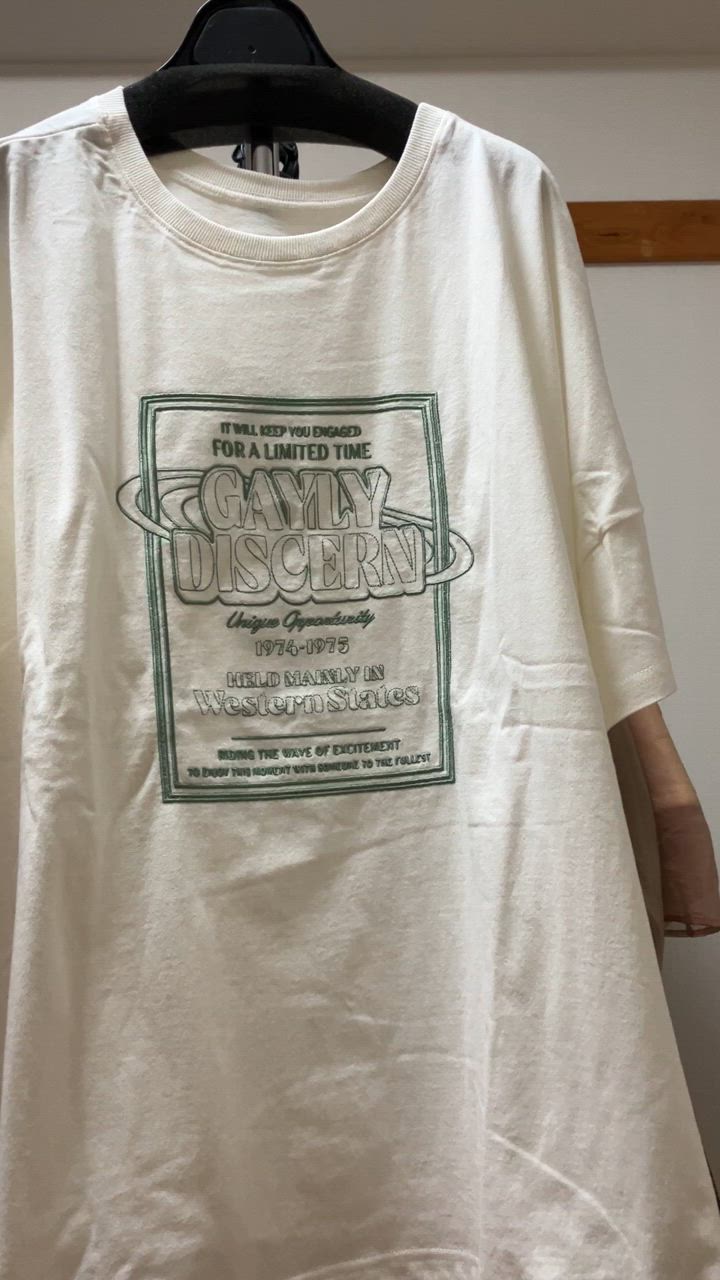 IT WILL KEEP YOU ENGAGED
FOR A LIMITED TIME
GAYLY
DISCERN
Unique Opportunity
1974-1975
HELD MAINLY IN
Western States
RIDING THE WAVE OF EXCITEMENT
TO ENJOY THIS MOMENT WITH SOMEONE TO THE FULLEST